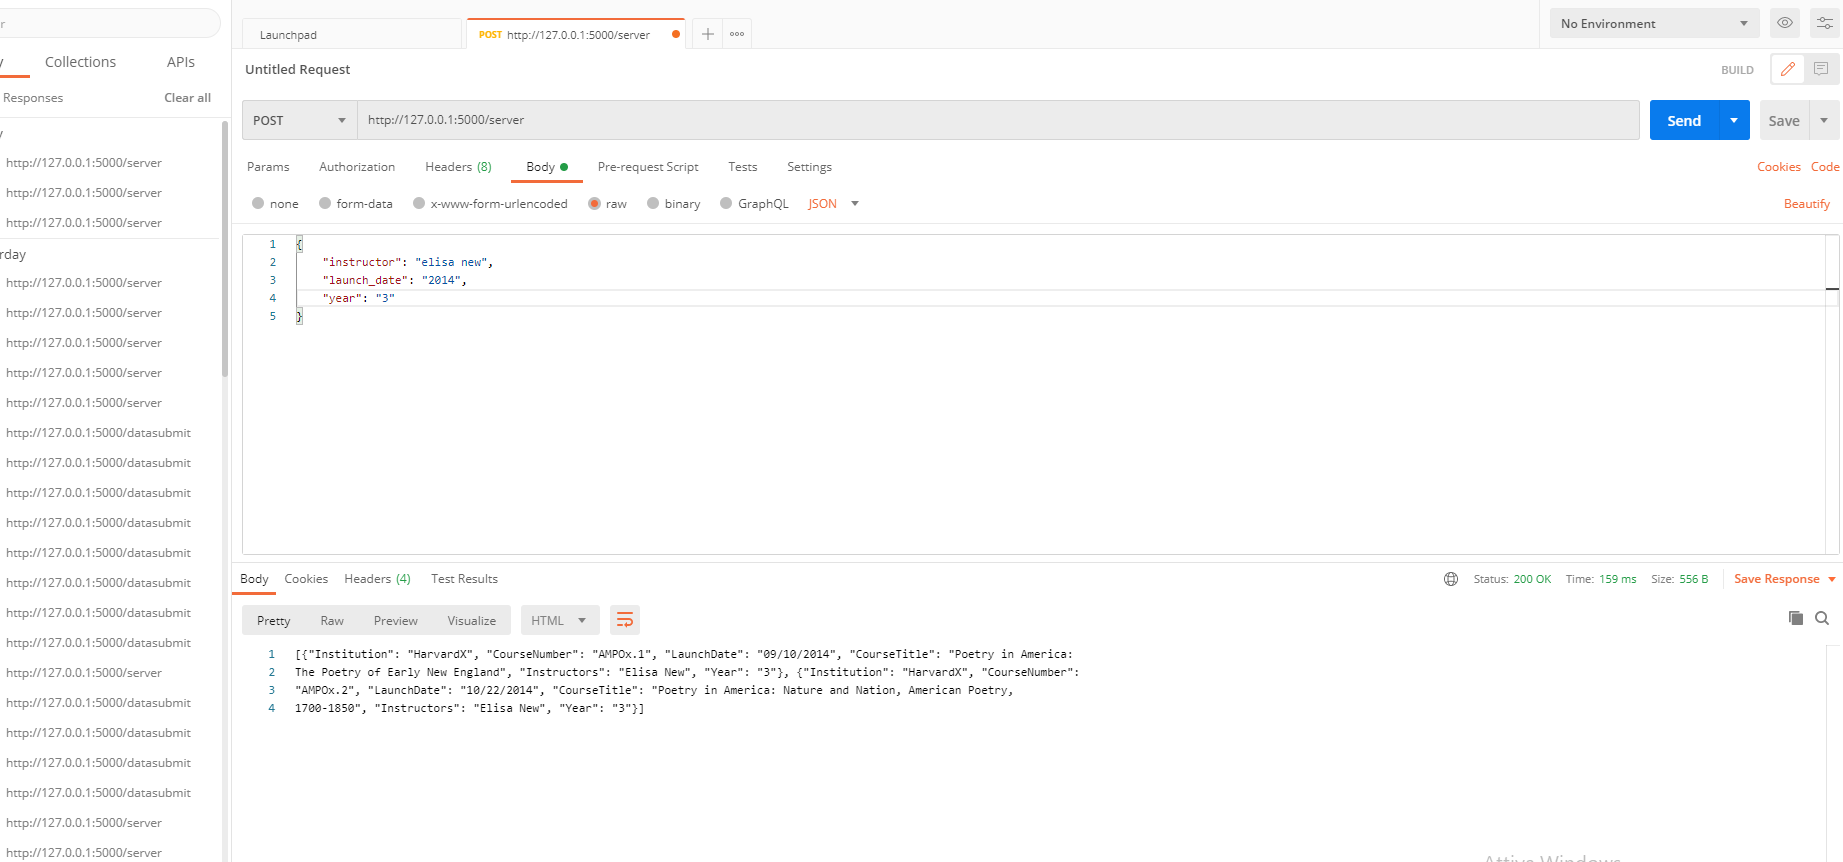 r
Launchpad
POST http://127.0.0.1:5000/server
No Environment
y
Collections
APIs
Untitled Request
BUILD
Responses
Clear all
POST
http://127.0.0.1:5000/server
Send
Save
y
http://127.0.0.1:5000/server
http://127.0.0.1:5000/server
http://127.0.0.1:5000/server
rday
http://127.0.0.1:5000/server
http://127.0.0.1:5000/server
http://127.0.0.1:5000/server
http://127.0.0.1:5000/server
http://127.0.0.1:5000/server
http://127.0.0.1:5000/datasubmit
http://127.0.0.1:5000/datasubmit
http://127.0.0.1:5000/datasubmit
http://127.0.0.1:5000/datasubmit
http://127.0.0.1:5000/datasubmit
http://127.0.0.1:5000/datasubmit
http://127.0.0.1:5000/datasubmit
http://127.0.0.1:5000/datasubmit
http://127.0.0.1:5000/server
http://127.0.0.1:5000/datasubmit
http://127.0.0.1:5000/datasubmit
http://127.0.0.1:5000/datasubmit
http://127.0.0.1:5000/datasubmit
http://127.0.0.1:5000/server
http://127.0.0.1:5000/server
Params Authorization Headers (8) Body Pre-request Script Tests Settings
Cookies Code
none form-data x-www-form-urlencoded raw binary GraphQL JSON
Beautify
1 {
2 "instructor": "elisa new",
3 "launch_date": "2014",
4 "year": "3"
5 }
Body Cookies Headers (4) Test Results
Status: 200 OK Time: 159 ms Size: 556 B
Save Response
Pretty Raw Preview Visualize
HTML
1 [{"Institution": "HarvardX", "CourseNumber": "AMPOx.1", "LaunchDate": "09/10/2014", "CourseTitle": "Poetry in America:
2 The Poetry of Early New England", "Instructors": "Elisa New", "Year": "3"}, {"Institution": "HarvardX", "CourseNumber":
3 "AMPOx.2", "LaunchDate": "10/22/2014", "CourseTitle": "Poetry in America: Nature and Nation, American Poetry,
4 1700-1850", "Instructors": "Elisa New", "Year": "3"}]
Attiva Windows